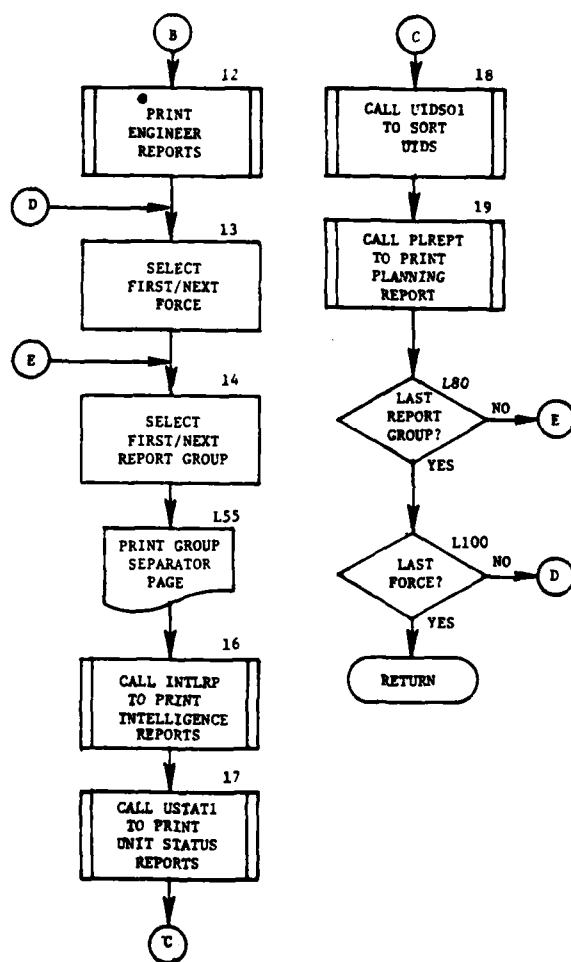 B
12
PRINT
ENGINEER
REPORTS
D
13
SELECT
FIRST/NEXT
FORCE
E
14
SELECT
FIRST/NEXT
REPORT GROUP
L55
PRINT GROUP
SEPARATOR
PAGE
16
CALL INTLRP
TO PRINT
INTELLIGENCE
REPORTS
17
CALL USTAT1
TO PRINT
UNIT STATUS
REPORTS
C
C
18
CALL UIDSO1
TO SORT
UIDS
19
CALL PLREPT
TO PRINT
PLANNING
REPORT
L80
LAST
REPORT
GROUP?
NO
E
YES
L100
LAST
FORCE?
NO
D
YES
RETURN